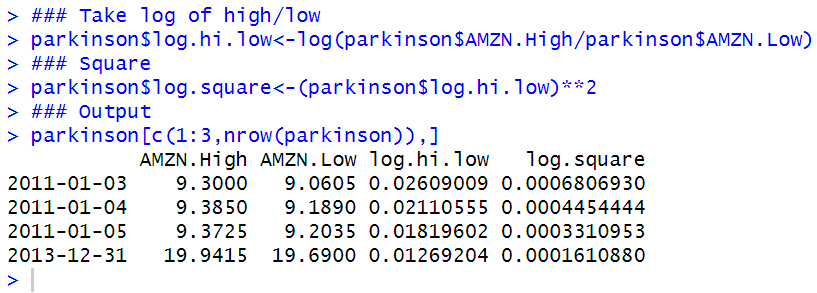 > ### Take log of high/low
> parkinson$log.hi.low<-log(parkinson$AMZN.High/parkinson$AMZN.Low)
> ### Square
> parkinson$log.square<-(parkinson$log.hi.low)**2
> ### Output
> parkinson[c(1:3,nrow(parkinson)),]
           AMZN.High AMZN.Low log.hi.low   log.square
2011-01-03    9.3000   9.0605 0.02609009 0.0006806930
2011-01-04    9.3850   9.1890 0.02110555 0.0004454444
2011-01-05    9.3725   9.2035 0.01819602 0.0003310953
2013-12-31   19.9415  19.6900 0.01269204 0.0001610880
>